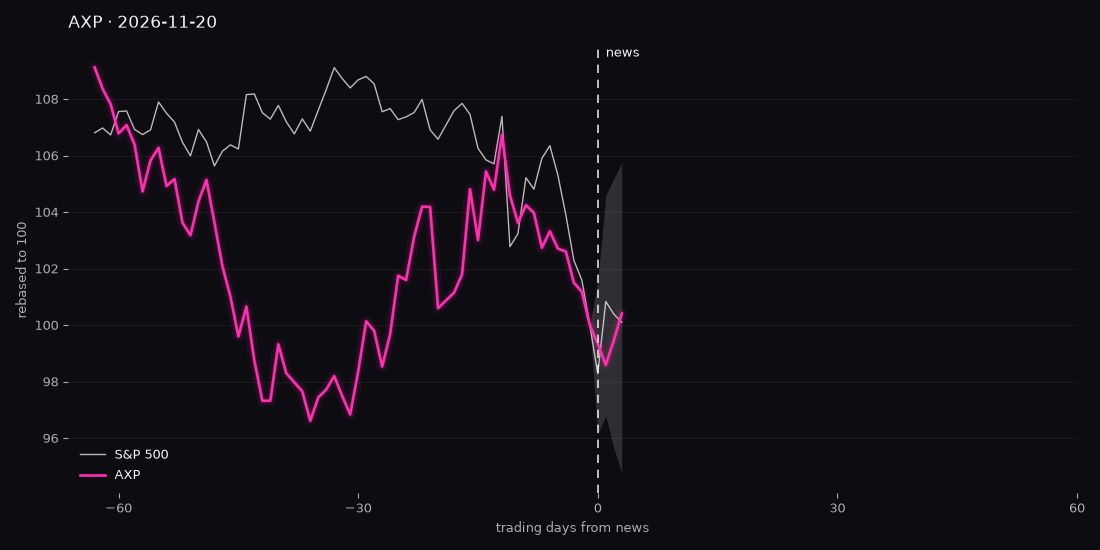 AXP · 2026-11-20
news
rebased to 100
108
106
104
102
100
98
96
S&P 500
AXP
−60
−30
0
30
60
trading days from news